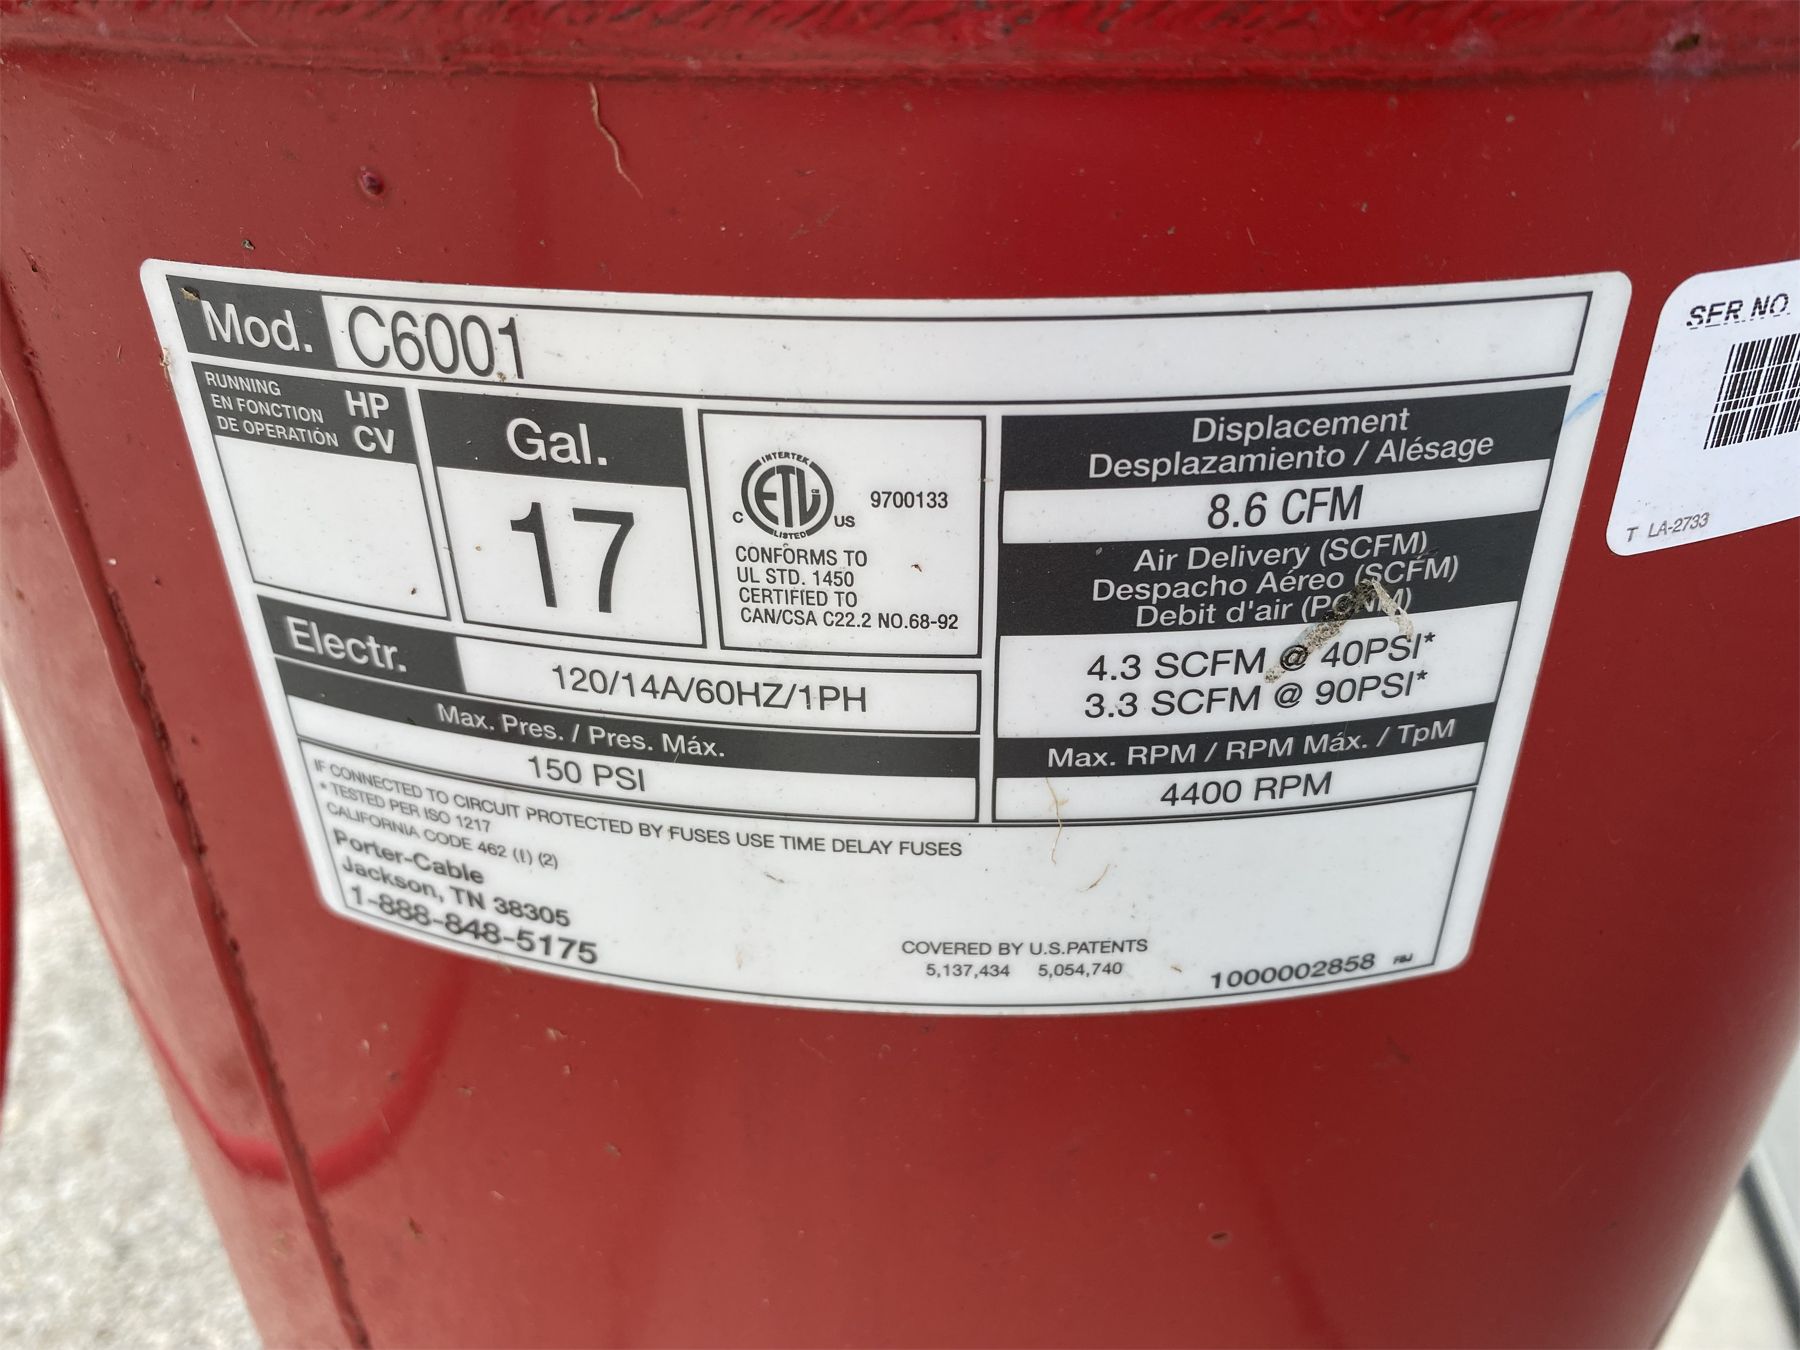 Mod. C6001
RUNNING
EN FONCTION
DE OPERATIÓN
HP
CV
Gal.
17
INTERTEK
ETL CM
LISTED
C US
9700133
CONFORMS TO
UL STD. 1450
CERTIFIED TO
CAN/CSA C22.2 NO.68-92
Displacement
Desplazamiento / Alésage
8.6 CFM
Air Delivery (SCFM)
Despacho Aéreo (SCFM)
Debit d'air (PCNM)
4.3 SCFM @ 40PSI*
3.3 SCFM @ 90PSI*
Electr. 120/14A/60HZ/1PH
Max. Pres. / Pres. Máx.
150 PSI
Max. RPM / RPM Máx. / TpM
4400 RPM
IF CONNECTED TO CIRCUIT PROTECTED BY FUSES USE TIME DELAY FUSES
* TESTED PER ISO 1217
CALIFORNIA CODE 462 (l) (2)
Porter-Cable
Jackson, TN 38305
1-888-848-5175
COVERED BY U.S.PATENTS
5,137,434 5,054,740
1000002858
SER NO
T LA-2733